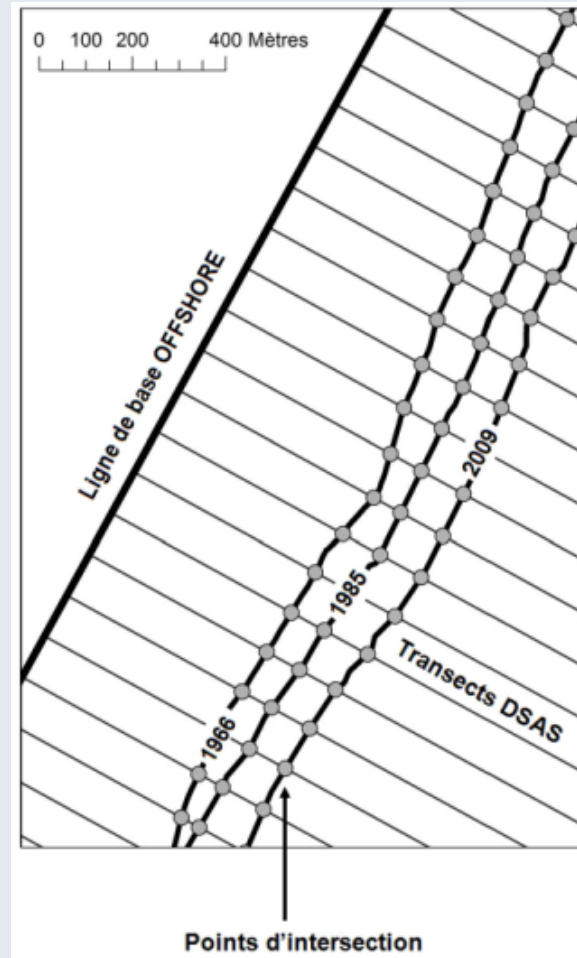 0 100 200 400 Mètres
Ligne de base OFFSHORE
2009
1985
Transects DSAS
1966
Points d'intersection